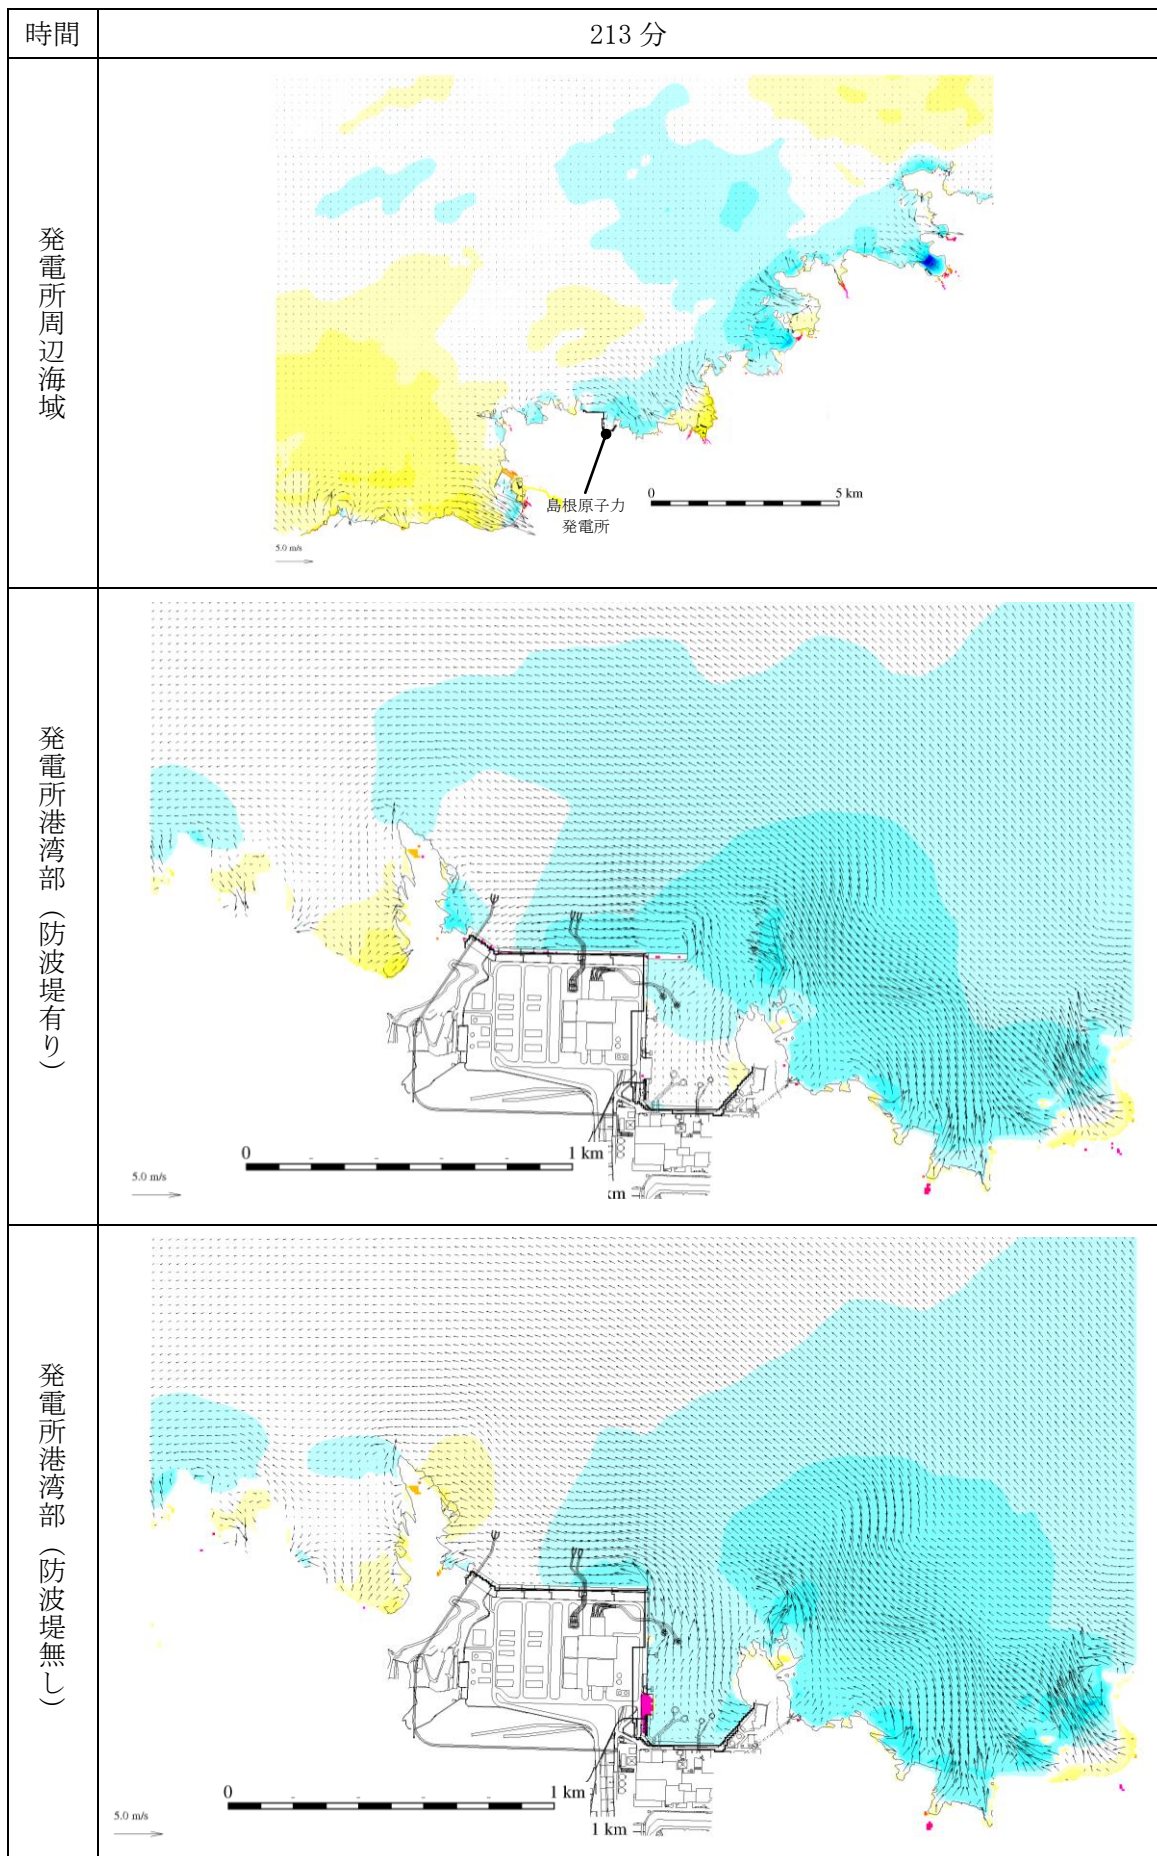 時間
213 分
発電所周辺海域
島根原子力
発電所
0 5 km
5.0 m/s
発電所港湾部（防波堤有り）
0 1 km
5.0 m/s
km
発電所港湾部（防波堤無し）
0 1 km
5.0 m/s
1 km